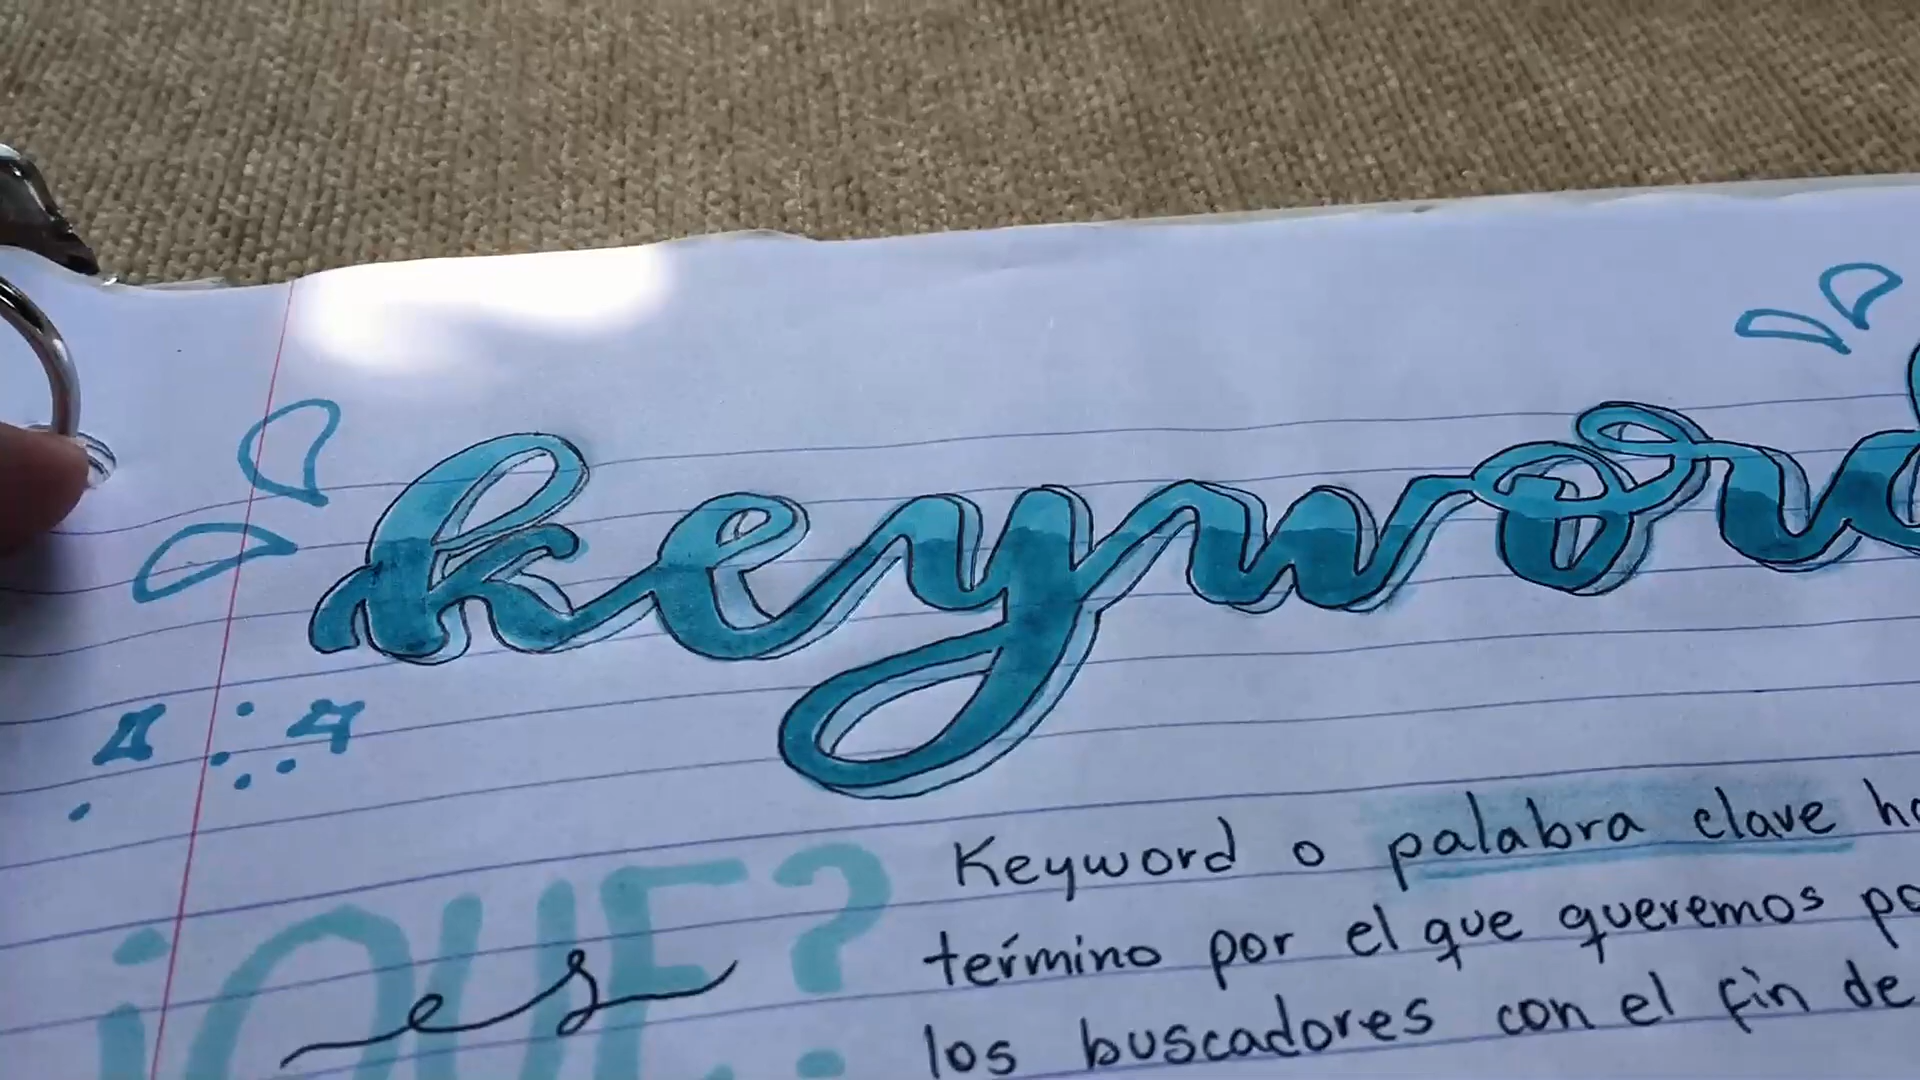 keyword
¡QUE?
es
Keyword o palabra clave
término por el que queremos
los buscadores con el fin de